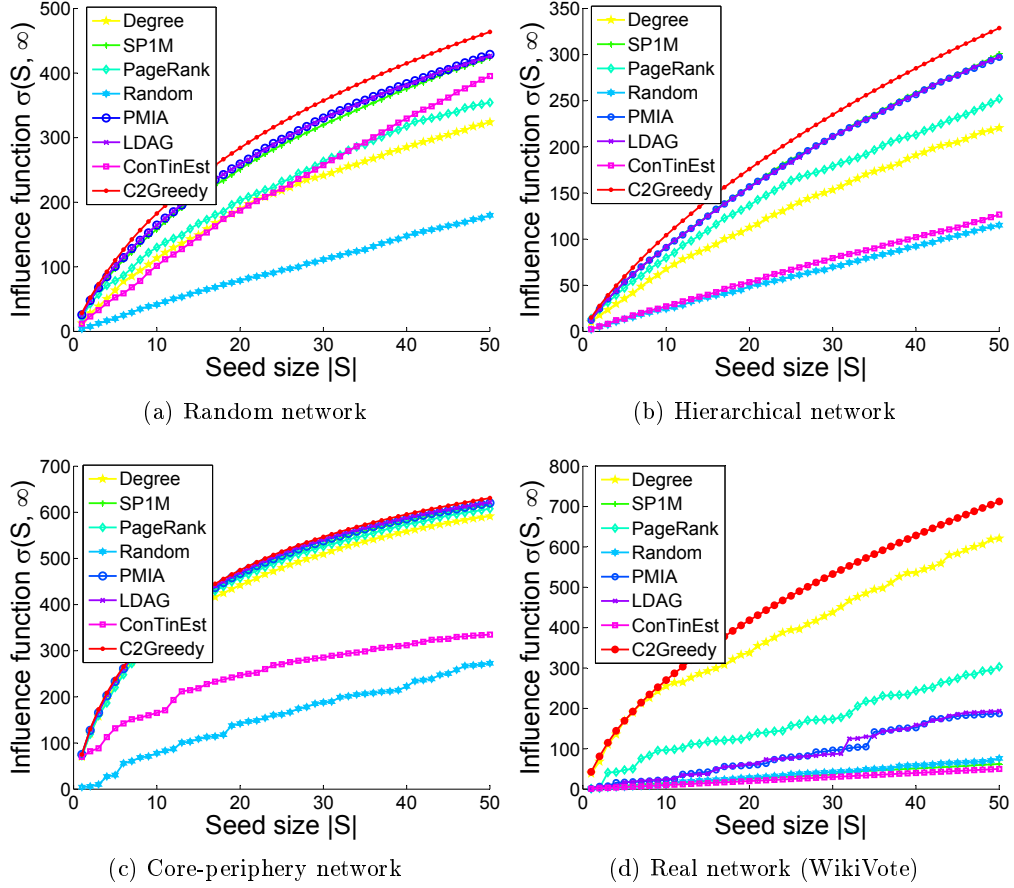 Influence function σ(S, ∞)
500
400
300
200
100
0
0
10
20
30
40
50
Seed size |S|
Degree
SP1M
PageRank
Random
PMIA
LDAG
ConTinEst
C2Greedy
(a) Random network
Influence function σ(S, ∞)
350
300
250
200
150
100
50
0
0
10
20
30
40
50
Seed size |S|
Degree
SP1M
PageRank
Random
PMIA
LDAG
ConTinEst
C2Greedy
(b) Hierarchical network
Influence function σ(S, ∞)
700
600
500
400
300
200
100
0
0
10
20
30
40
50
Seed size |S|
Degree
SP1M
PageRank
Random
PMIA
LDAG
ConTinEst
C2Greedy
(c) Core-periphery network
Influence function σ(S, ∞)
800
700
600
500
400
300
200
100
0
0
10
20
30
40
50
Seed size |S|
Degree
SP1M
PageRank
Random
PMIA
LDAG
ConTinEst
C2Greedy
(d) Real network (WikiVote)